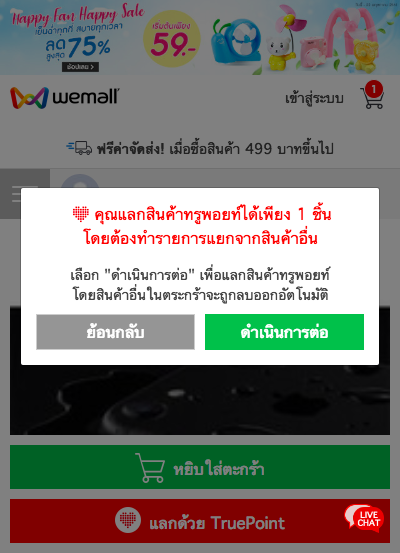 Happy Fan Happy Sale
เย็นฉ่ำทุกที่ สบายทุกเวลา
ลด
สูงสุด
75%
ช้อปเลย
เริ่มต้นเพียง
59.-
wemall
เข้าสู่ระบบ
1
ฟรีค่าจัดส่ง! เมื่อซื้อสินค้า 499 บาทขึ้นไป
คุณแลกสินค้าทรูพอยท์ได้เพียง 1 ชิ้น
โดยต้องทำรายการแยกจากสินค้าอื่น
เลือก "ดำเนินการต่อ" เพื่อแลกสินค้าทรูพอยท์
โดยสินค้าอื่นในตระกร้าจะถูกลบออกอัตโนมัติ
ย้อนกลับ
ดำเนินการต่อ
หยิบใส่ตะกร้า
แลกด้วย TruePoint
LIVE
CHAT